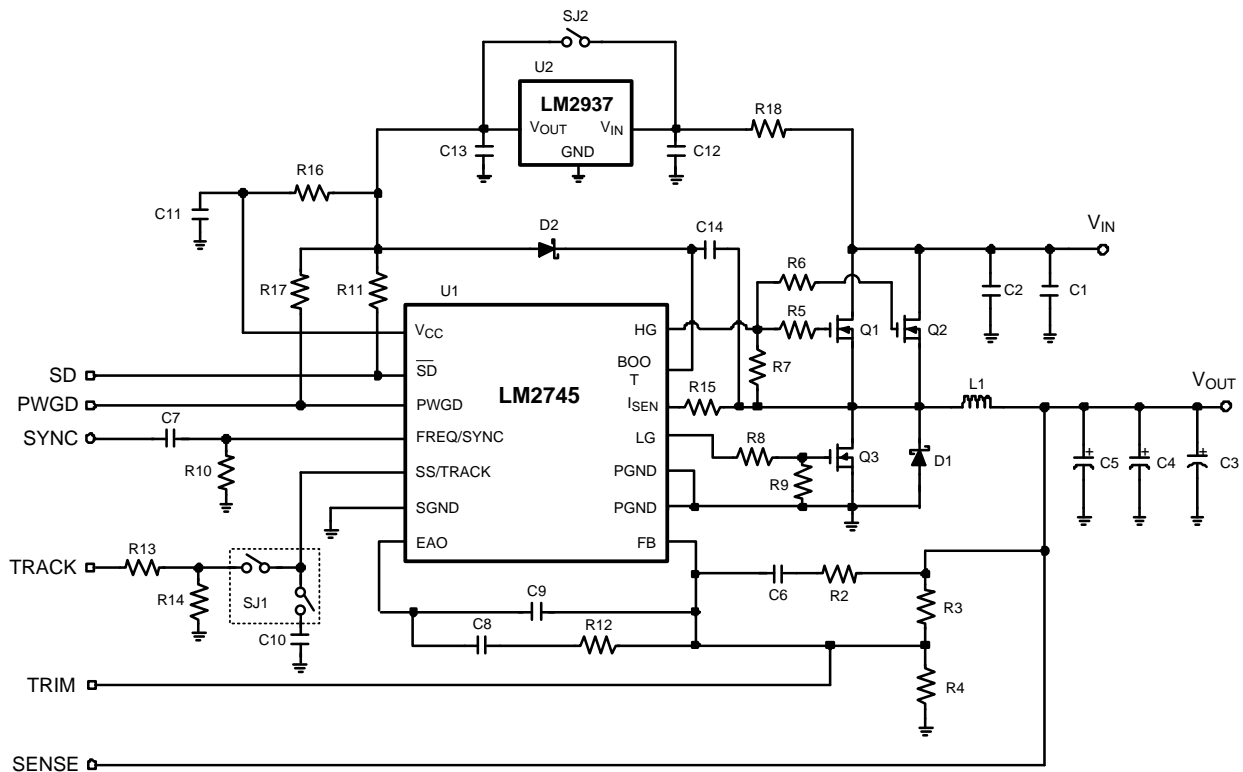 SJ2
U2
LM2937
VOUT
VIN
GND
R18
C13
C12
R16
C11
D2
C14
VIN
R17
R11
U1
R6
R5
Q1
Q2
C2
C1
R7
VCC
HG
SD
SD
BOO
T
LM2745
R15
L1
VOUT
PWGD
PWGD
ISEN
SYNC
C7
FREQ/SYNC
LG
R8
R10
SS/TRACK
PGND
R9
Q3
D1
C5
C4
C3
SGND
PGND
TRACK
R13
EAO
FB
R14
SJ1
C6
R2
R3
C9
C10
C8
R12
TRIM
R4
SENSE